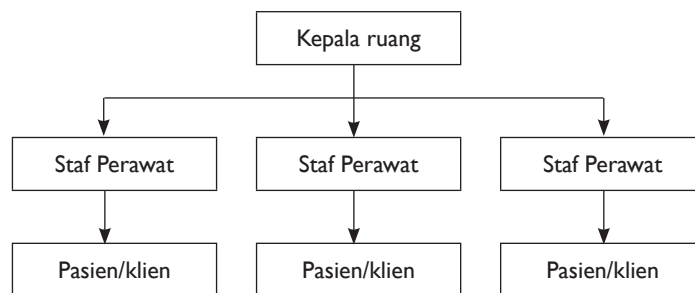 Kepala ruang
Staf Perawat
Staf Perawat
Staf Perawat
Pasien/klien
Pasien/klien
Pasien/klien